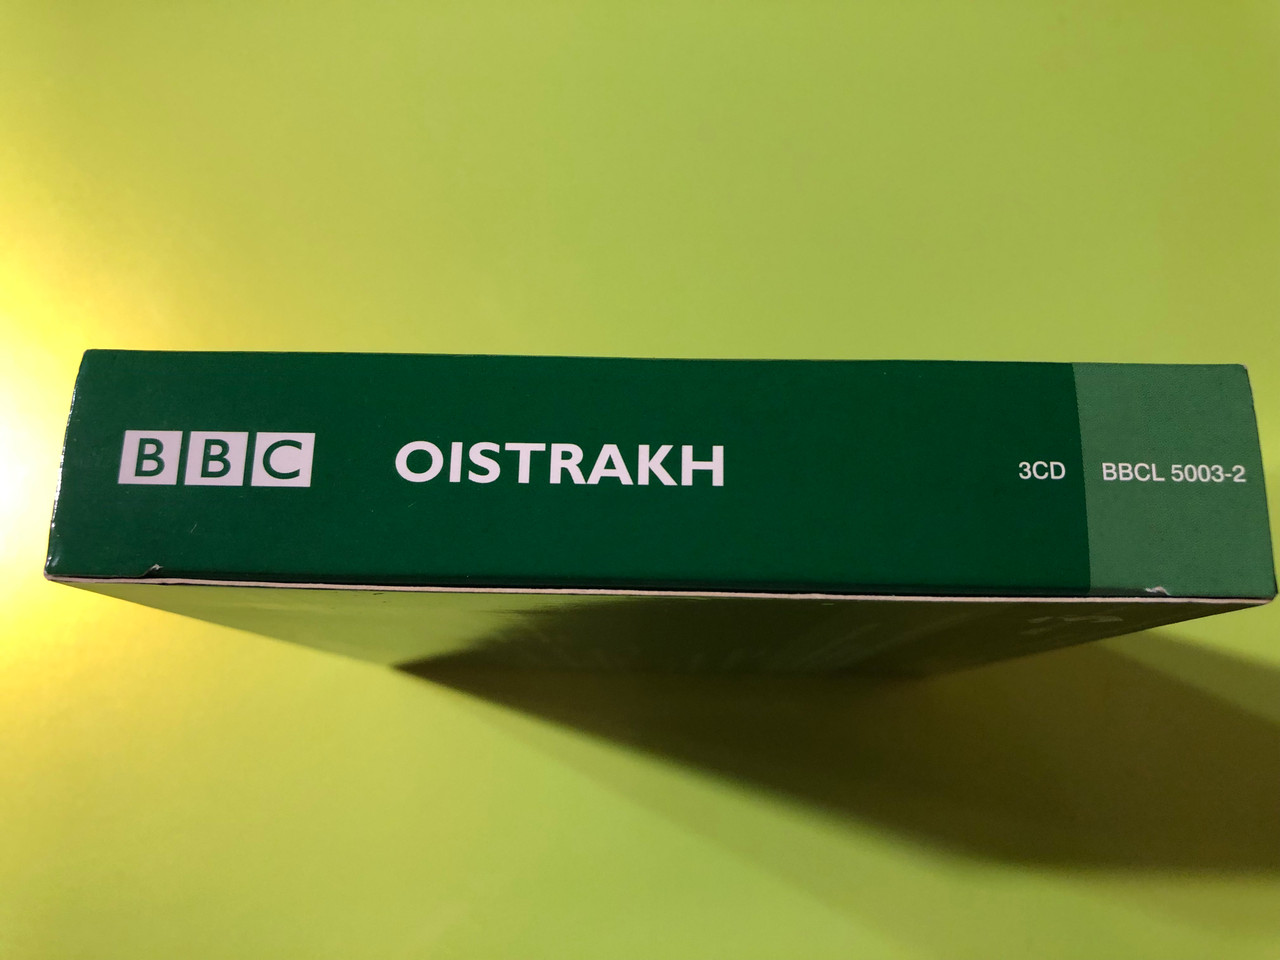 BBC OISTRAKH 3CD BBCL 5003-2